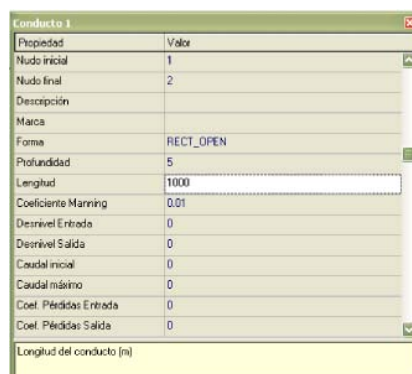 Conducto 1
Propiedad Valor
Nudo inicial 1
Nudo final 2
Descripción
Marca
Forma RECT_OPEN
Profundidad 5
Lengitud 1000
Coeficiente Manning 0.01
Desnivel Entrada 0
Desnivel Salida 0
Caudal inicial 0
Caudal máximo 0
Coef. Pérdidas Entrada 0
Coef. Pérdidas Salida 0
Longitud del conducto (m)